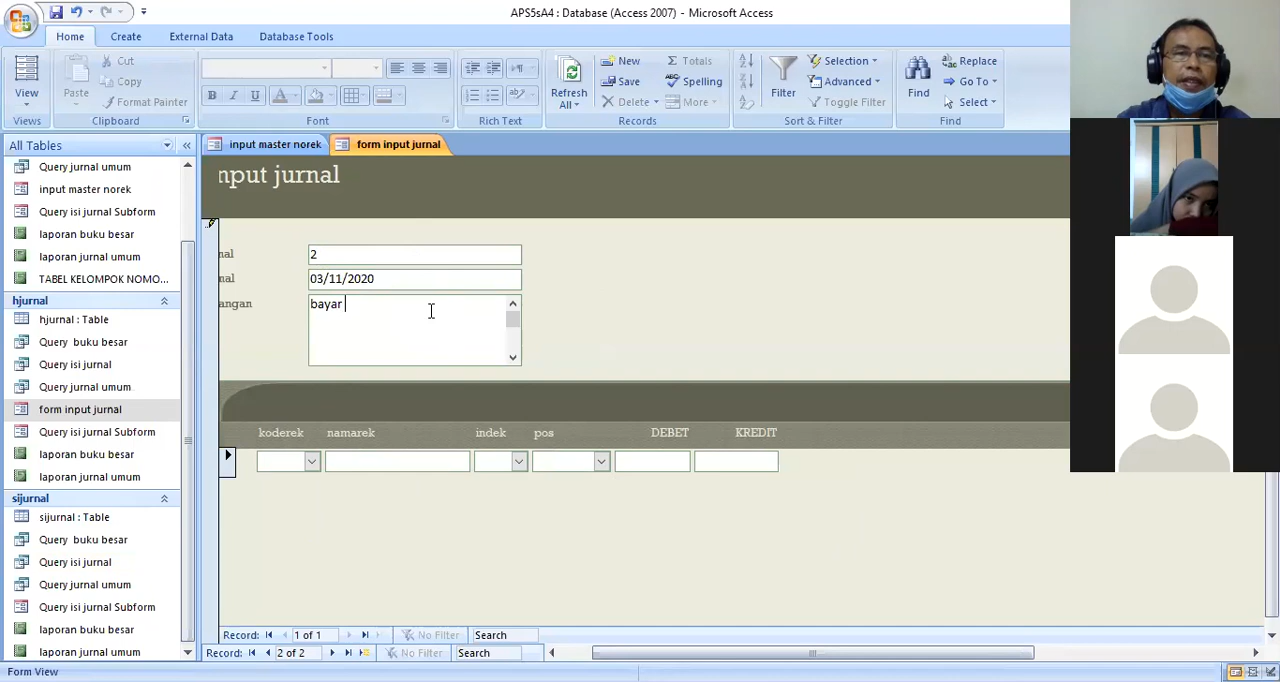 APS5sA4 : Database (Access 2007) - Microsoft Access
Home Create External Data Database Tools
View
Views
Paste
Cut
Copy
Format Painter
Clipboard
B I U A
Font
Rich Text
Refresh All
New
Save
Delete
Totals
Spelling
More
Records
Filter
Selection
Advanced
Toggle Filter
Sort & Filter
Find
Replace
Go To
Select
Find
All Tables
Query jurnal umum
input master norek
Query isi jurnal Subform
laporan buku besar
laporan jurnal umum
TABEL KELOMPOK NOMO...
hjurnal
hjurnal : Table
Query buku besar
Query isi jurnal
Query jurnal umum
form input jurnal
Query isi jurnal Subform
laporan buku besar
laporan jurnal umum
sijurnal
sijurnal : Table
Query buku besar
Query isi jurnal
Query jurnal umum
Query isi jurnal Subform
laporan buku besar
laporan jurnal umum
input master norek
form input jurnal
nput jurnal
nal 2
nal 03/11/2020
angan bayar
koderek namarek indek pos DEBET KREDIT
Record: 1 of 1 No Filter Search
Record: 2 of 2 No Filter Search
Form View